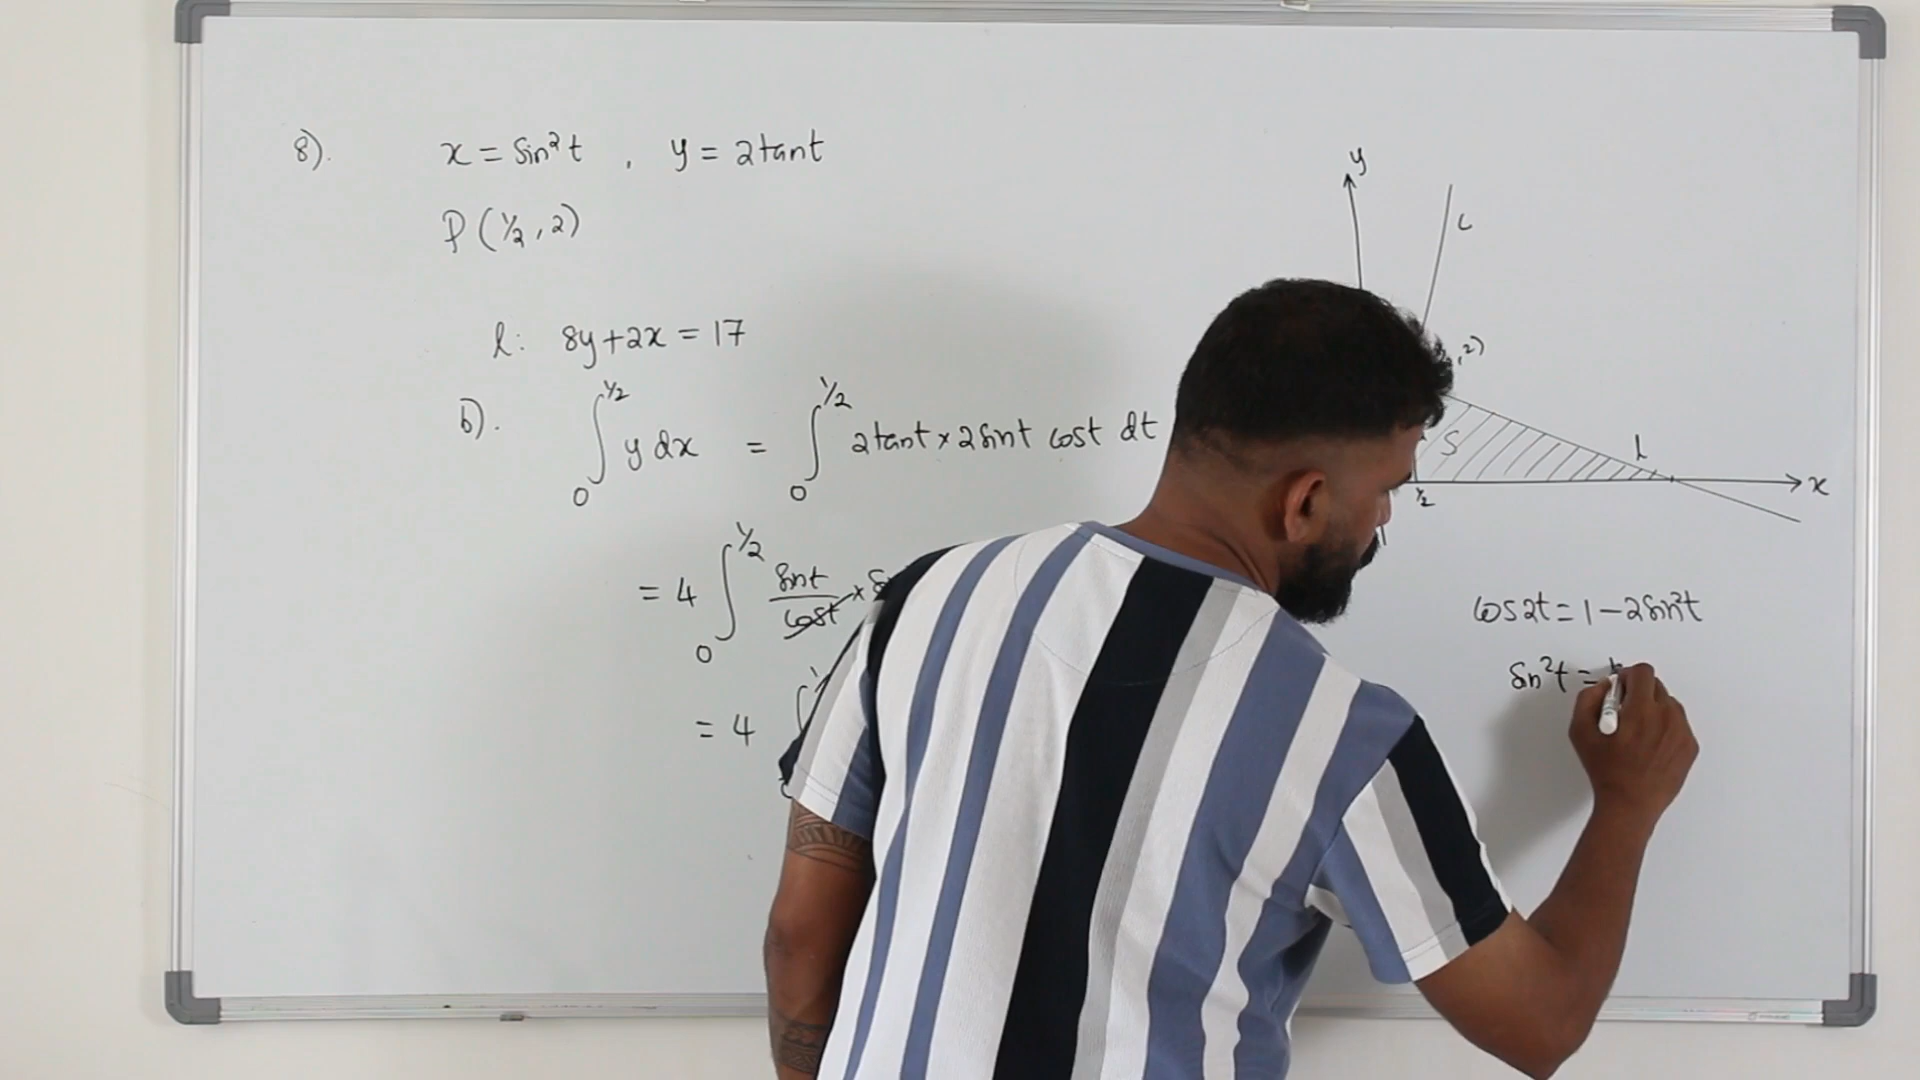 8). x = sin²t , y = 2tant
P(½, 2)
l: 8y+2x = 17
b). ∫₀^½ y dx = ∫₀^½ 2tant × 2sint cost dt
= 4 ∫₀^½ sint/cost ×
= 4 ∫
y
C
, 2)
S
l
½
x
cos2t = 1 − 2sin²t
sin²t =